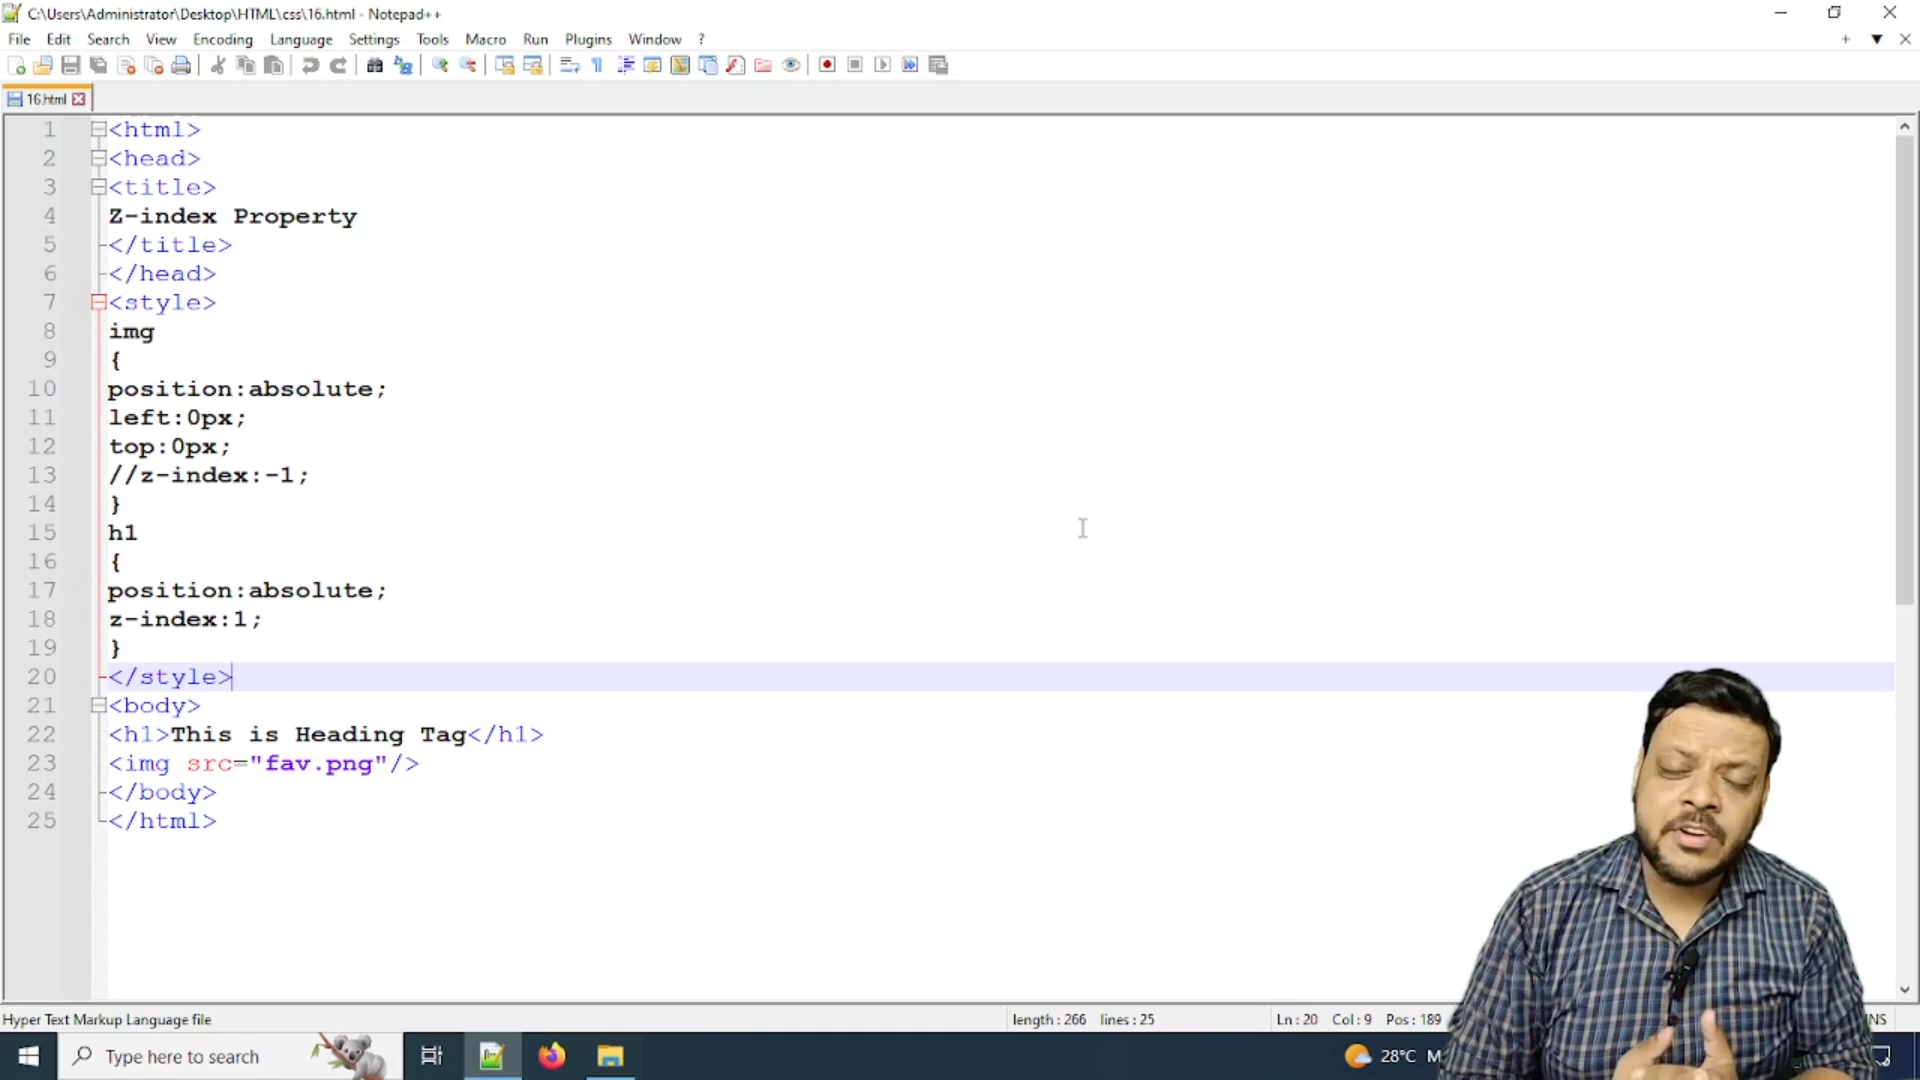 C:\Users\Administrator\Desktop\HTML\css\16.html - Notepad++
File Edit Search View Encoding Language Settings Tools Macro Run Plugins Window ?
16.html
1 <html>
2 <head>
3 <title>
4 Z-index Property
5 </title>
6 </head>
7 <style>
8 img
9 {
10 position:absolute;
11 left:0px;
12 top:0px;
13 //z-index:-1;
14 }
15 h1
16 {
17 position:absolute;
18 z-index:1;
19 }
20 </style>
21 <body>
22 <h1>This is Heading Tag</h1>
23 <img src="fav.png"/>
24 </body>
25 </html>
Hyper Text Markup Language file length : 266 lines : 25 Ln : 20 Col : 9 Pos : 189 NS
Type here to search 28°C M